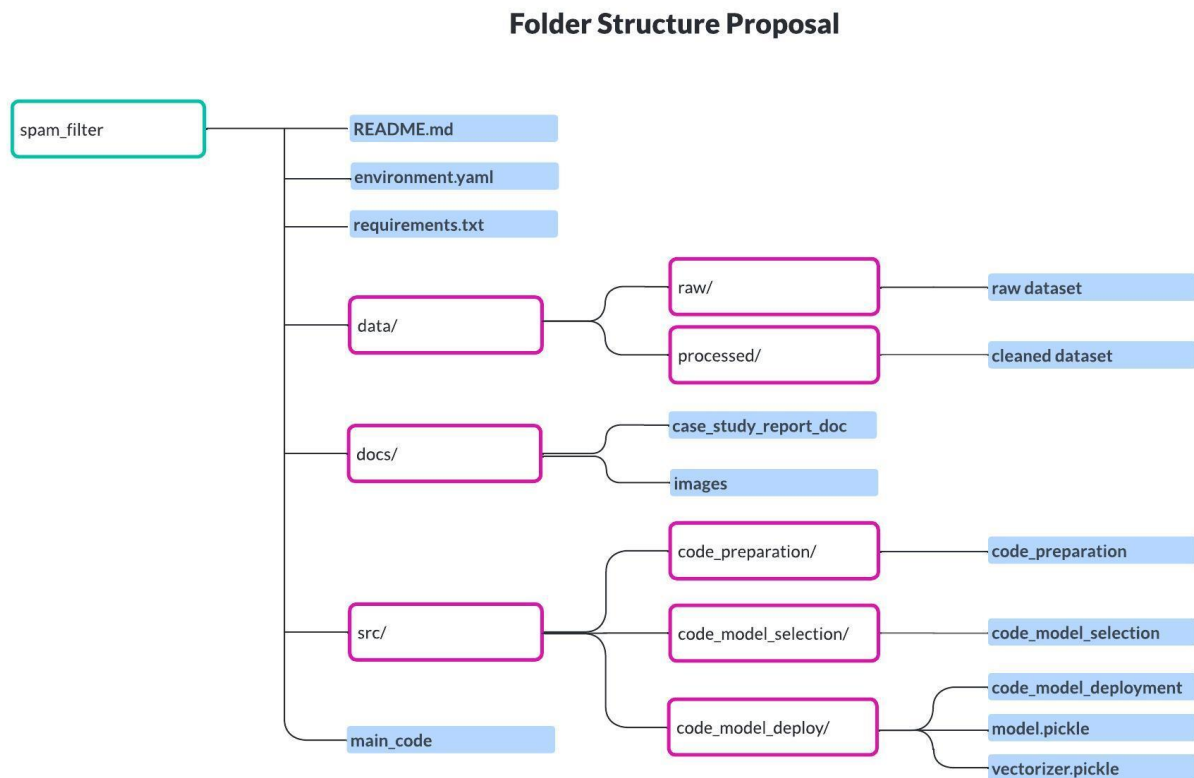 Folder Structure Proposal
spam_filter
README.md
environment.yaml
requirements.txt
data/
raw/
raw dataset
processed/
cleaned dataset
docs/
case_study_report_doc
images
src/
code_preparation/
code_preparation
code_model_selection/
code_model_selection
code_model_deploy/
code_model_deployment
model.pickle
vectorizer.pickle
main_code